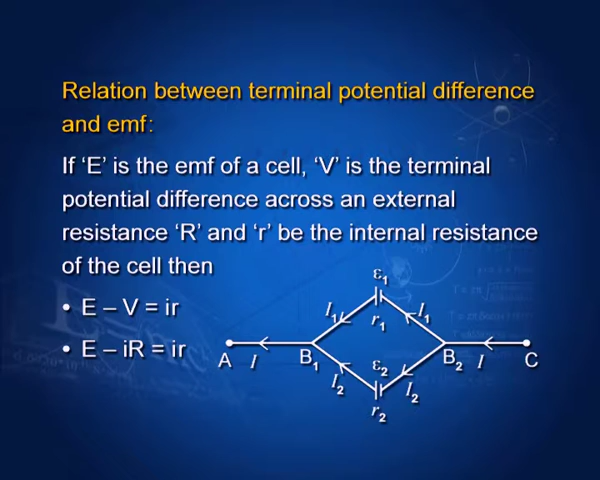 Relation between terminal potential difference
and emf:
If ‘E’ is the emf of a cell, ‘V’ is the terminal
potential difference across an external
resistance ‘R’ and ‘r’ be the internal resistance
of the cell then
• E – V = ir
• E – iR = ir
ε₁
I₁ I₁
r₁
A I B₁ ε₂ B₂ I C
I₂ I₂
r₂